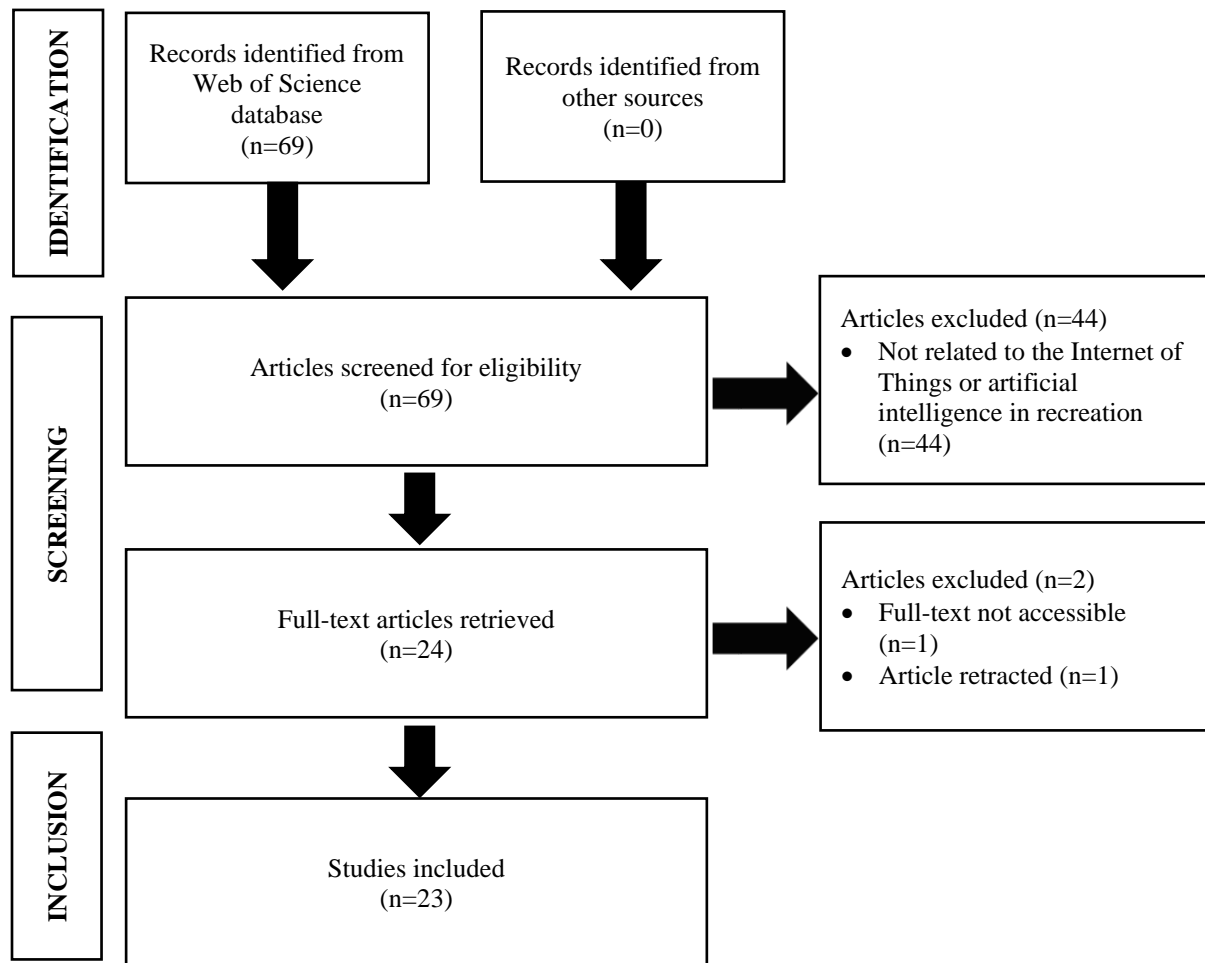 IDENTIFICATION
Records identified from
Web of Science
database
(n=69)
Records identified from
other sources
(n=0)
SCREENING
Articles screened for eligibility
(n=69)
Articles excluded (n=44)
• Not related to the Internet of
Things or artificial
intelligence in recreation
(n=44)
Full-text articles retrieved
(n=24)
Articles excluded (n=2)
• Full-text not accessible
(n=1)
• Article retracted (n=1)
INCLUSION
Studies included
(n=23)